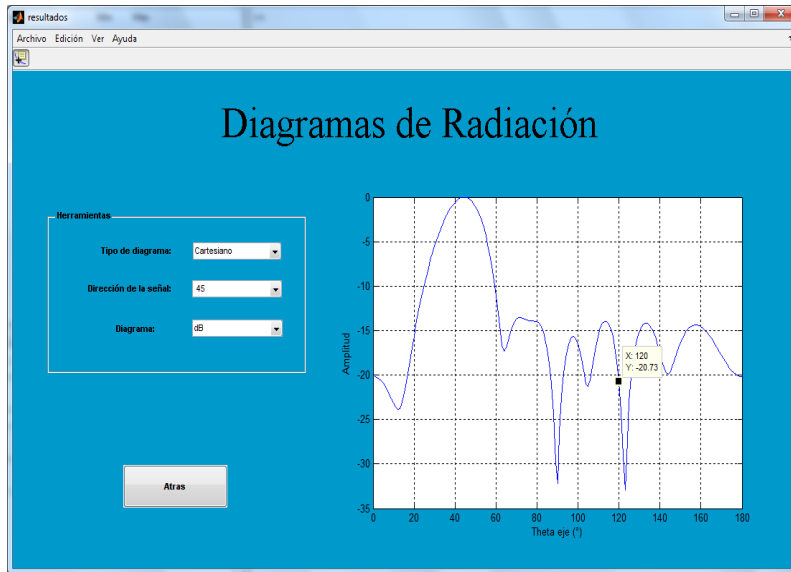 resultados
Archivo Edición Ver Ayuda
Diagramas de Radiación
Herramientas
Tipo de diagrama: Cartesiano
Dirección de la señal: 45
Diagrama: dB
Atras
0
-5
-10
-15
-20
-25
-30
-35
Amplitud
X: 120
Y: -20.73
0 20 40 60 80 100 120 140 160 180
Theta eje (°)